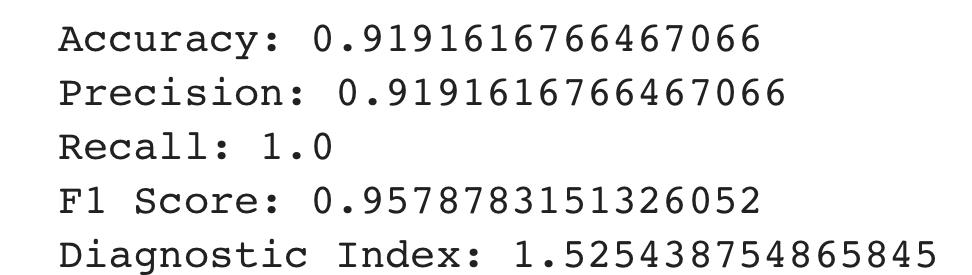 Accuracy: 0.9191616766467066
Precision: 0.9191616766467066
Recall: 1.0
F1 Score: 0.9578783151326052
Diagnostic Index: 1.525438754865845